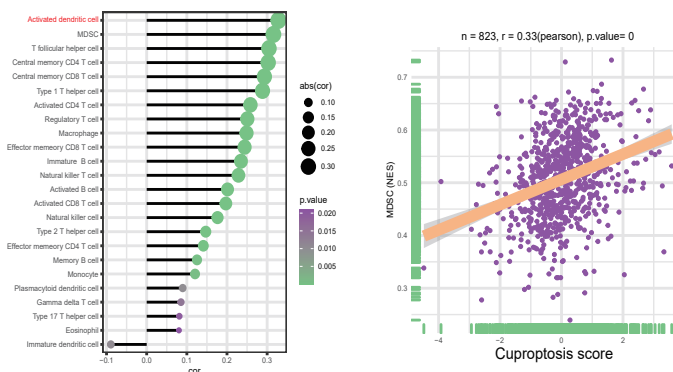 Activated dendritic cell
MDSC
T follicular helper cell
Central memory CD4 T cell
Central memory CD8 T cell
Type 1 T helper cell
Activated CD4 T cell
Regulatory T cell
Macrophage
Effector memeory CD8 T cell
Immature B cell
Natural killer T cell
Activated B cell
Activated CD8 T cell
Natural killer cell
Type 2 T helper cell
Effector memeory CD4 T cell
Memory B cell
Monocyte
Plasmacytoid dendritic cell
Gamma delta T cell
Type 17 T helper cell
Eosinophil
Immature dendritic cell
−0.1 0.0 0.1 0.2 0.3
cor
abs(cor)
0.10
0.15
0.20
0.25
0.30
p.value
0.020
0.015
0.010
0.005
n = 823, r = 0.33(pearson), p.value= 0
MDSC (NES)
0.7
0.6
0.5
0.4
0.3
−4 −2 0 2
Cuproptosis score